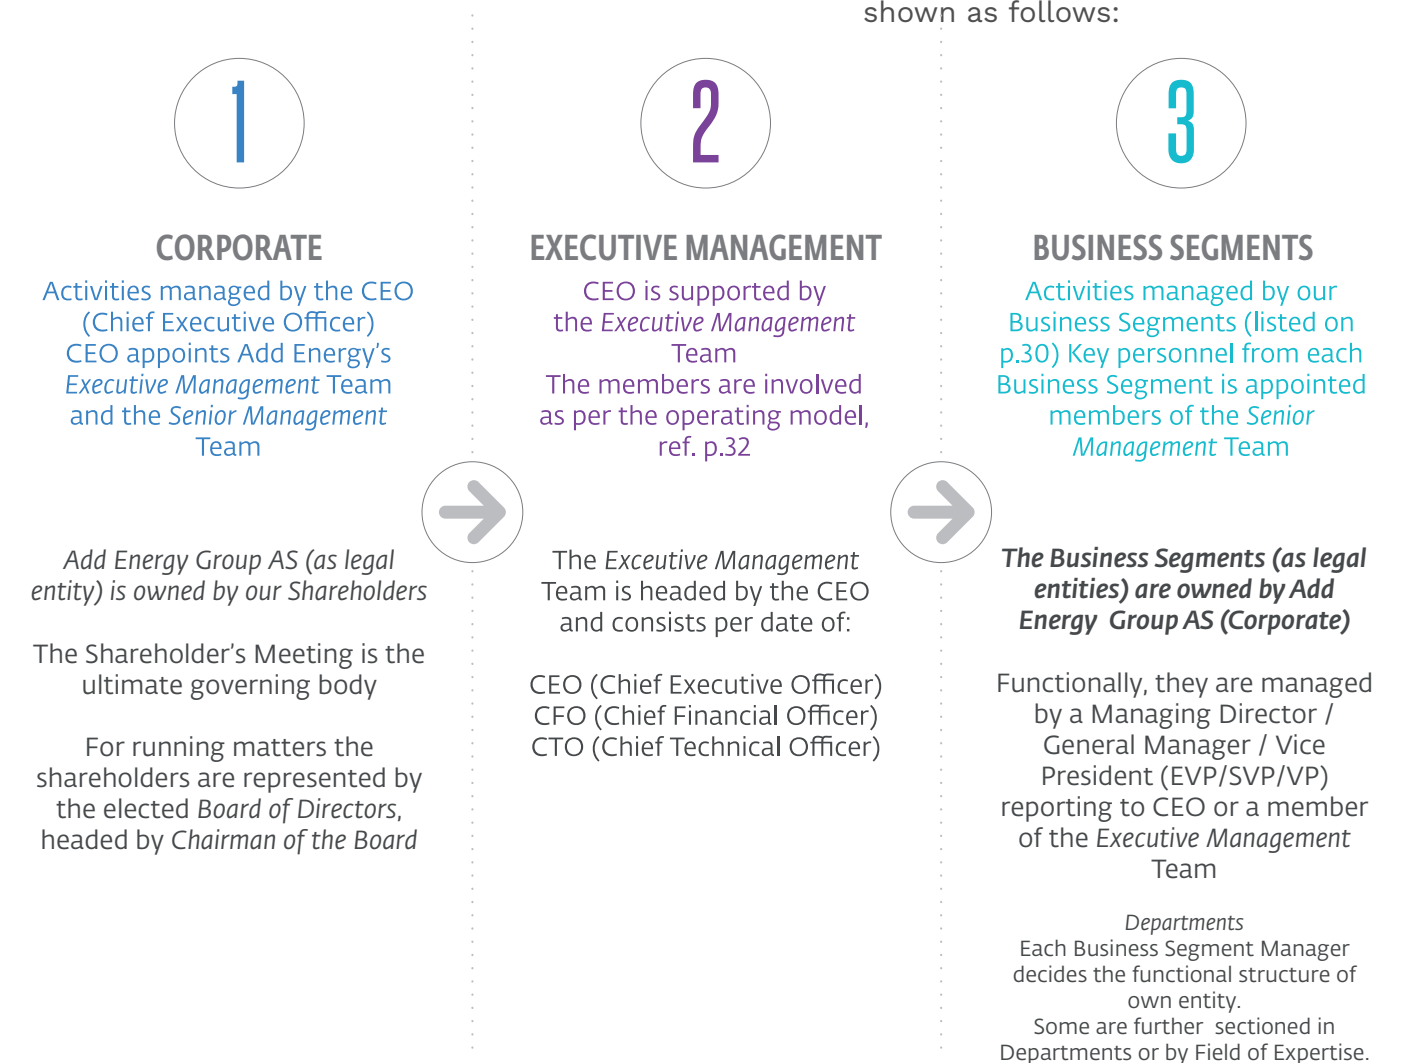 shown as follows:
1
CORPORATE
Activities managed by the CEO
(Chief Executive Officer)
CEO appoints Add Energy’s
Executive Management Team
and the Senior Management
Team
Add Energy Group AS (as legal
entity) is owned by our Shareholders
The Shareholder’s Meeting is the
ultimate governing body
For running matters the
shareholders are represented by
the elected Board of Directors,
headed by Chairman of the Board
2
EXECUTIVE MANAGEMENT
CEO is supported by
the Executive Management
Team
The members are involved
as per the operating model,
ref. p.32
The Exceutive Management
Team is headed by the CEO
and consists per date of:
CEO (Chief Executive Officer)
CFO (Chief Financial Officer)
CTO (Chief Technical Officer)
3
BUSINESS SEGMENTS
Activities managed by our
Business Segments (listed on
p.30) Key personnel from each
Business Segment is appointed
members of the Senior
Management Team
The Business Segments (as legal
entities) are owned by Add
Energy  Group AS (Corporate)
Functionally, they are managed
by a Managing Director /
General Manager / Vice
President (EVP/SVP/VP)
reporting to CEO or a member
of the Executive Management
Team
Departments
Each Business Segment Manager
decides the functional structure of
own entity.
Some are further  sectioned in
Departments or by Field of Expertise.